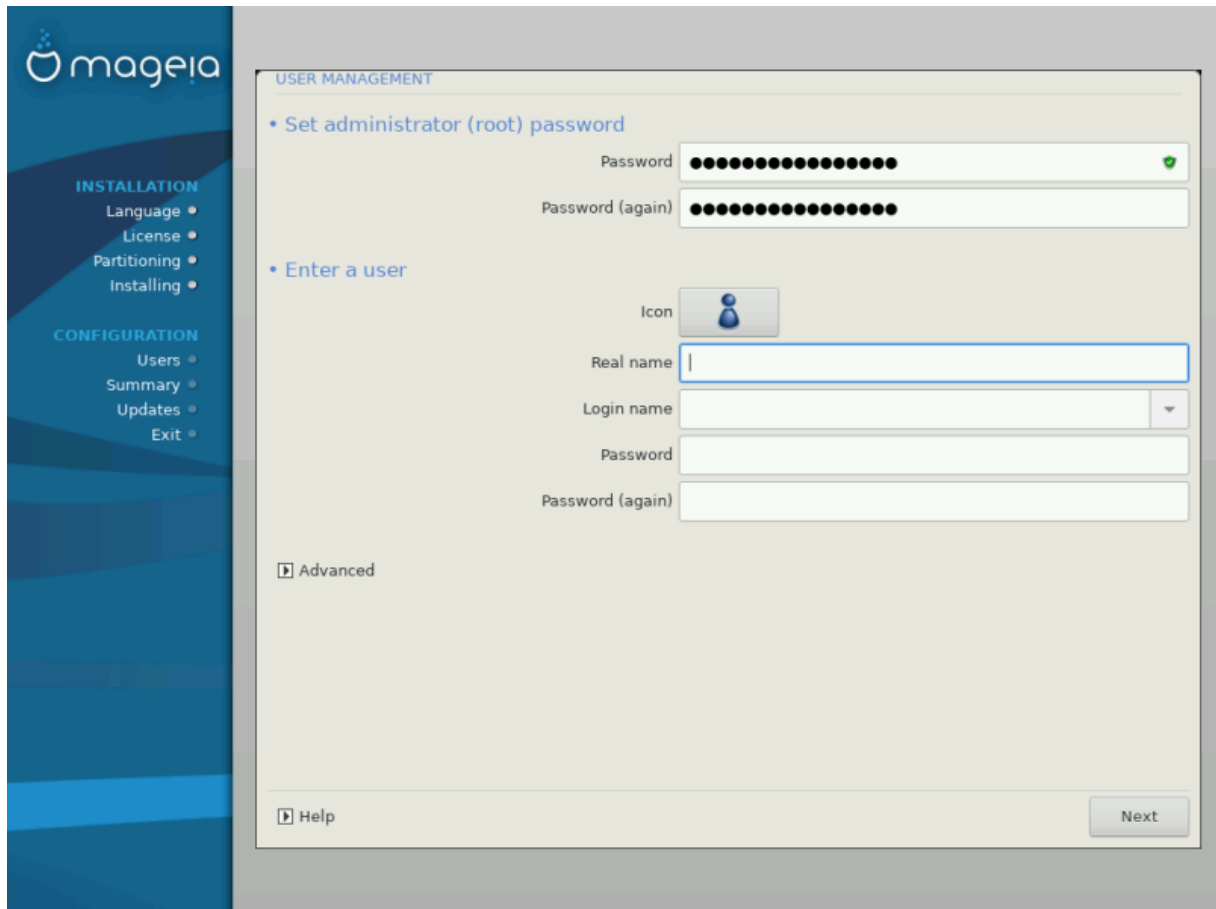 mageia
INSTALLATION
Language
License
Partitioning
Installing
CONFIGURATION
Users
Summary
Updates
Exit
USER MANAGEMENT
• Set administrator (root) password
Password ●●●●●●●●●●●●●●●●
Password (again) ●●●●●●●●●●●●●●●●
• Enter a user
Icon
Real name
Login name
Password
Password (again)
Advanced
Help
Next